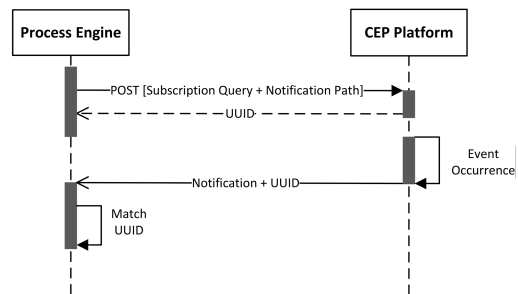 Process Engine
CEP Platform
POST [Subscription Query + Notification Path]
UUID
Event
Occurrence
Notification + UUID
Match
UUID